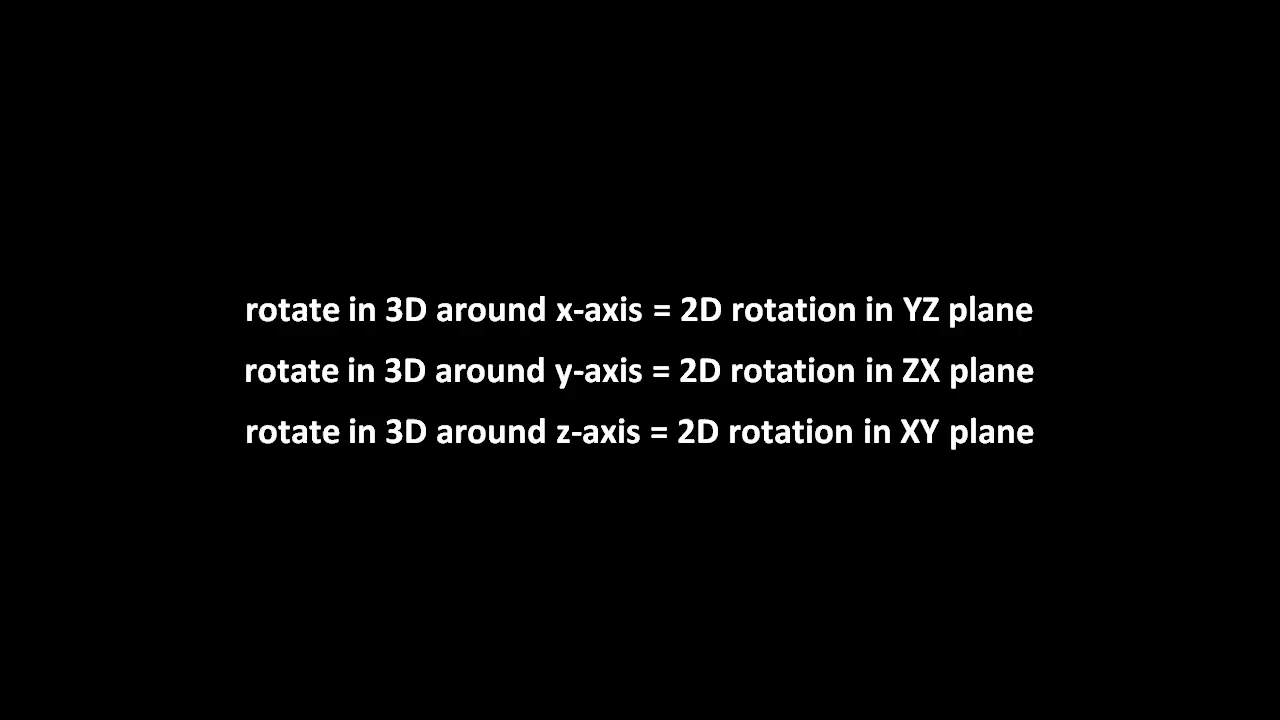 rotate in 3D around x-axis = 2D rotation in YZ plane
rotate in 3D around y-axis = 2D rotation in ZX plane
rotate in 3D around z-axis = 2D rotation in XY plane